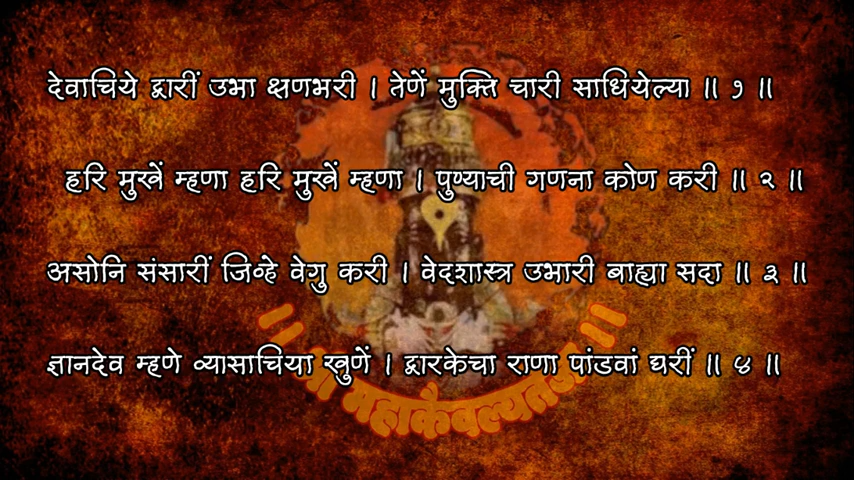 देवाचिये द्वारीं उभा क्षणभरी । तेणें मुक्ति चारी साधियेल्या ॥ १ ॥
हरि मुखें म्हणा हरि मुखें म्हणा । पुण्याची गणना कोण करी ॥ २ ॥
असोनि संसारीं जिव्हे वेगु करी । वेदशास्त्र उभारी बाह्या सदा ॥ ३ ॥
ज्ञानदेव म्हणे व्यासाचिया खुणें । द्वारकेचा राणा पांडवां घरीं ॥ ४ ॥